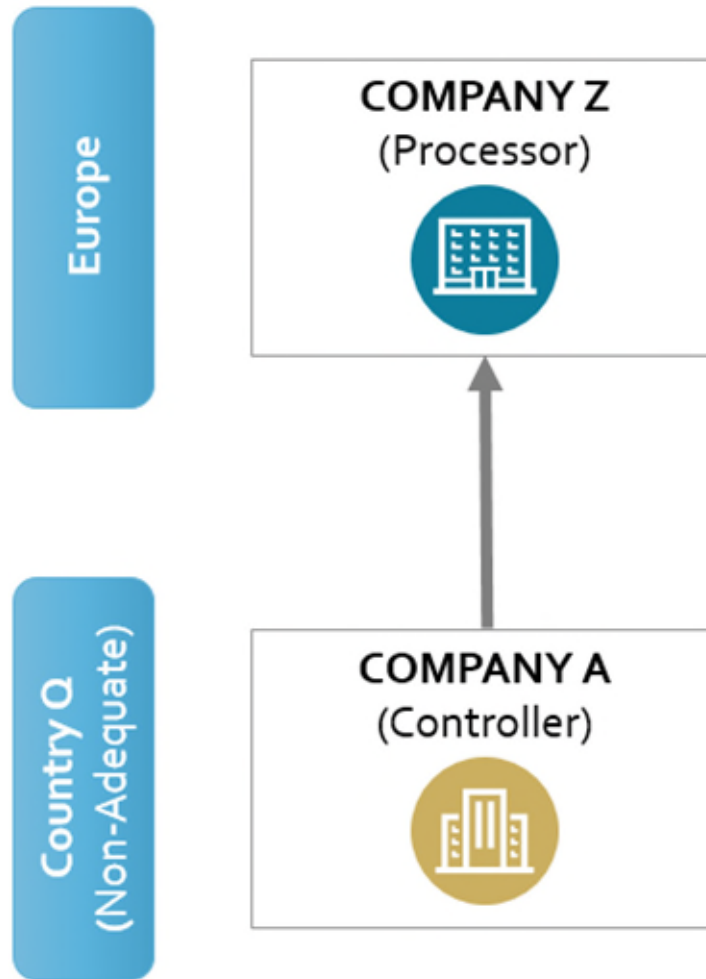 Europe
COMPANY Z
(Processor)
Country Q
(Non-Adequate)
COMPANY A
(Controller)